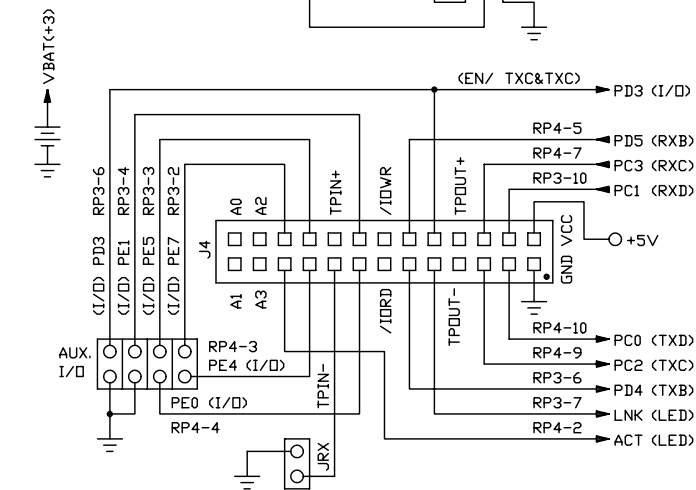 VBAT(+3)
(EN/ TXC&TXC)
PD3 (I/O)
RP4-5
PD5 (RXB)
RP4-7
PC3 (RXC)
RP3-10
PC1 (RXD)
(I/O) PD3 RP3-6
(I/O) PE1 RP3-4
(I/O) PE5 RP3-3
(I/O) PE7 RP3-2
A0
A2
TPIN+
/IOWR
TPOUT+
VCC
+5V
J4
GND
A1
A3
/IORD
TPOUT-
RP4-10
PC0 (TXD)
RP4-9
PC2 (TXC)
RP3-6
PD4 (TXB)
RP3-7
LNK (LED)
RP4-2
ACT (LED)
AUX.
I/O
RP4-3
PE4 (I/O)
PE0 (I/O)
RP4-4
TPIN-
JRX